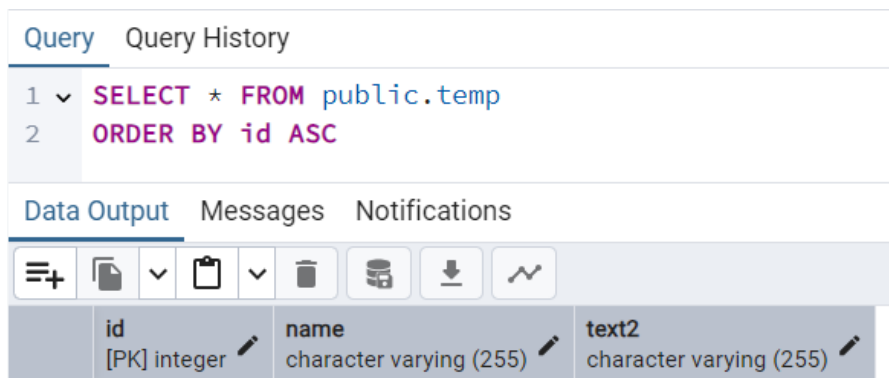 Query Query History
1 SELECT * FROM public.temp
2 ORDER BY id ASC
Data Output Messages Notifications
id name text2
[PK] integer character varying (255) character varying (255)